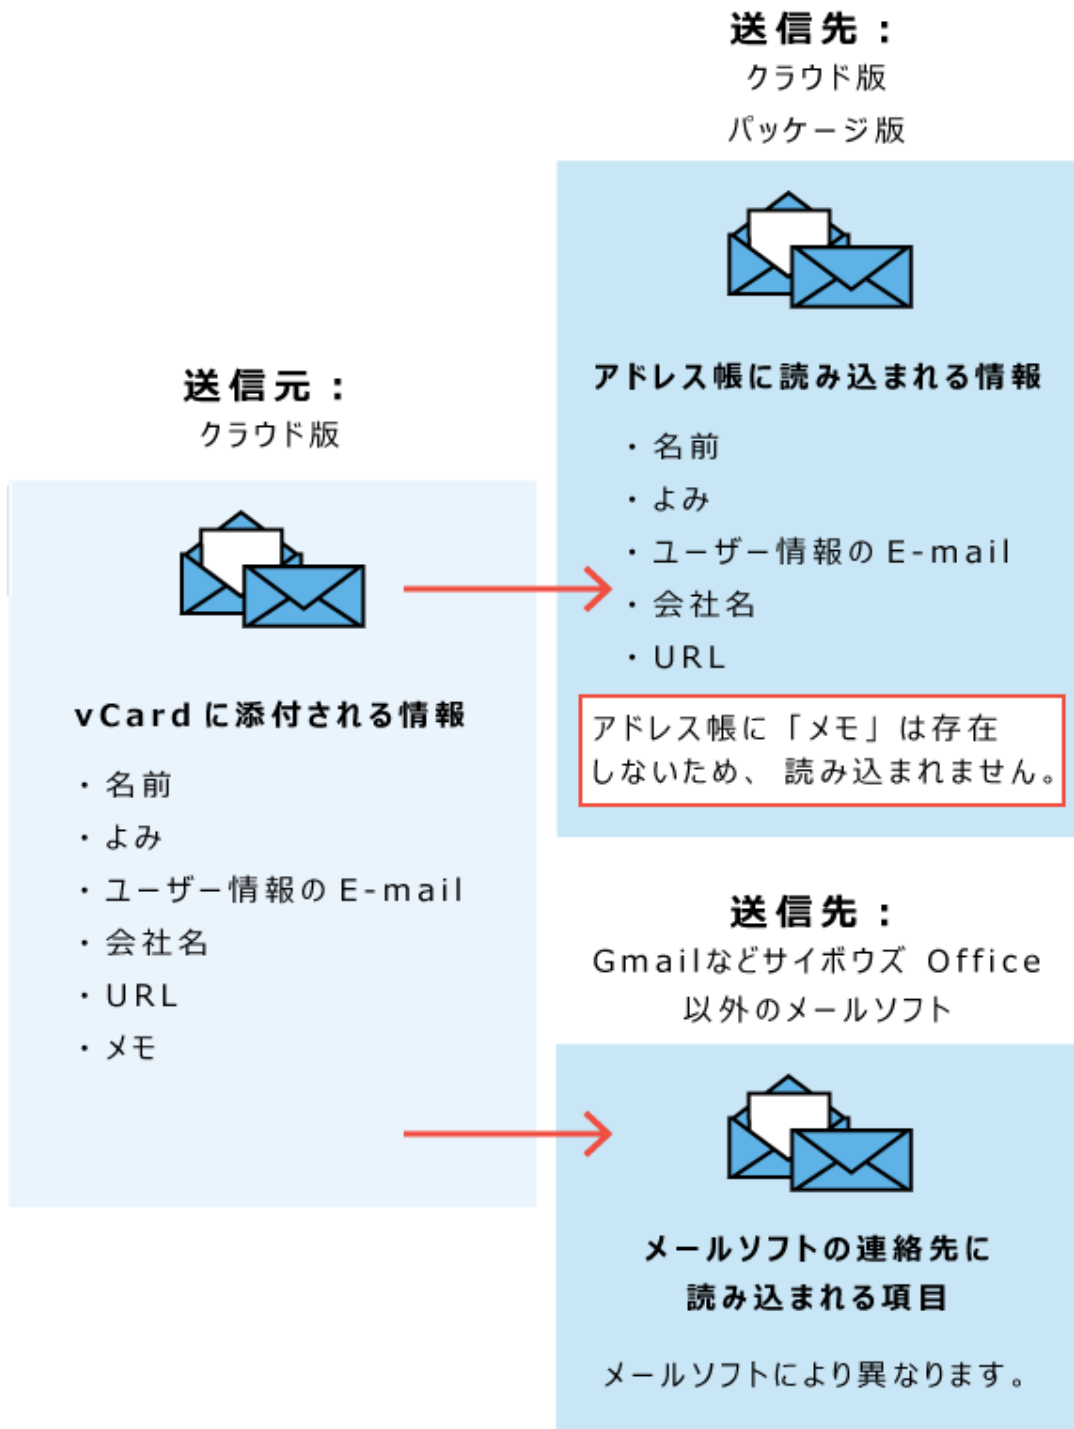 送信先：
クラウド版
パッケージ版
アドレス帳に読み込まれる情報
・名前
・よみ
・ユーザー情報の E-mail
・会社名
・URL
アドレス帳に「メモ」は存在
しないため、読み込まれません。
送信元：
クラウド版
vCard に添付される情報
・名前
・よみ
・ユーザー情報の E-mail
・会社名
・URL
・メモ
送信先：
Gmailなどサイボウズ Office
以外のメールソフト
メールソフトの連絡先に
読み込まれる項目
メールソフトにより異なります。